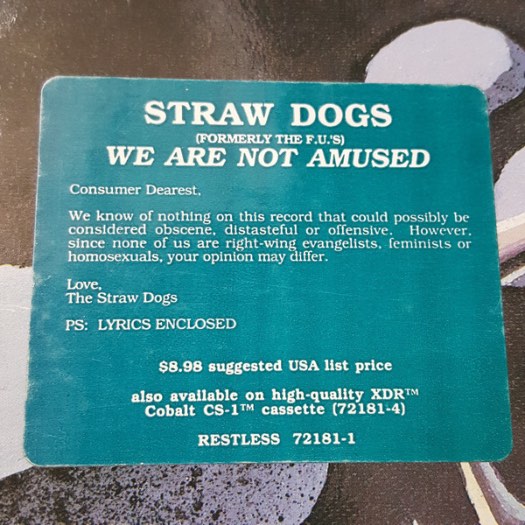 STRAW DOGS
(FORMERLY THE F.U.'S)
WE ARE NOT AMUSED
Consumer Dearest,
We know of nothing on this record that could possibly be
considered obscene, distasteful or offensive. However,
since none of us are right-wing evangelists, feminists or
homosexuals, your opinion may differ.
Love,
The Straw Dogs
PS: LYRICS ENCLOSED
$8.98 suggested USA list price
also available on high-quality XDR™
Cobalt CS-1™ cassette (72181-4)
RESTLESS 72181-1